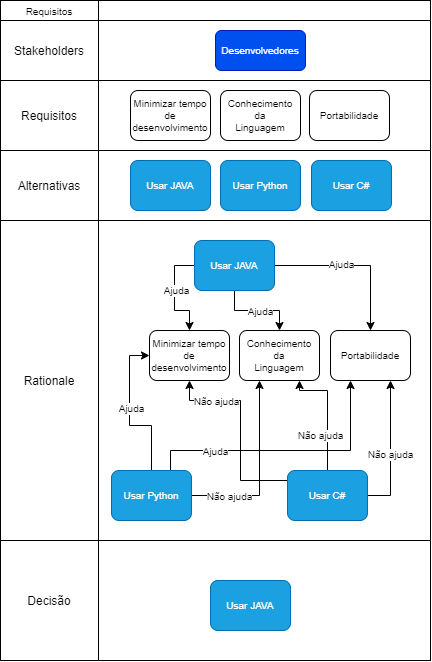 Requisitos
Stakeholders
Desenvolvedores
Requisitos
Minimizar tempo
de
desenvolvimento
Conhecimento
da
Linguagem
Portabilidade
Alternativas
Usar JAVA
Usar Python
Usar C#
Rationale
Usar JAVA
Ajuda
Ajuda
Ajuda
Minimizar tempo
de
desenvolvimento
Conhecimento
da
Linguagem
Portabilidade
Ajuda
Não ajuda
Não ajuda
Ajuda
Não ajuda
Usar Python
Não ajuda
Usar C#
Decisão
Usar JAVA